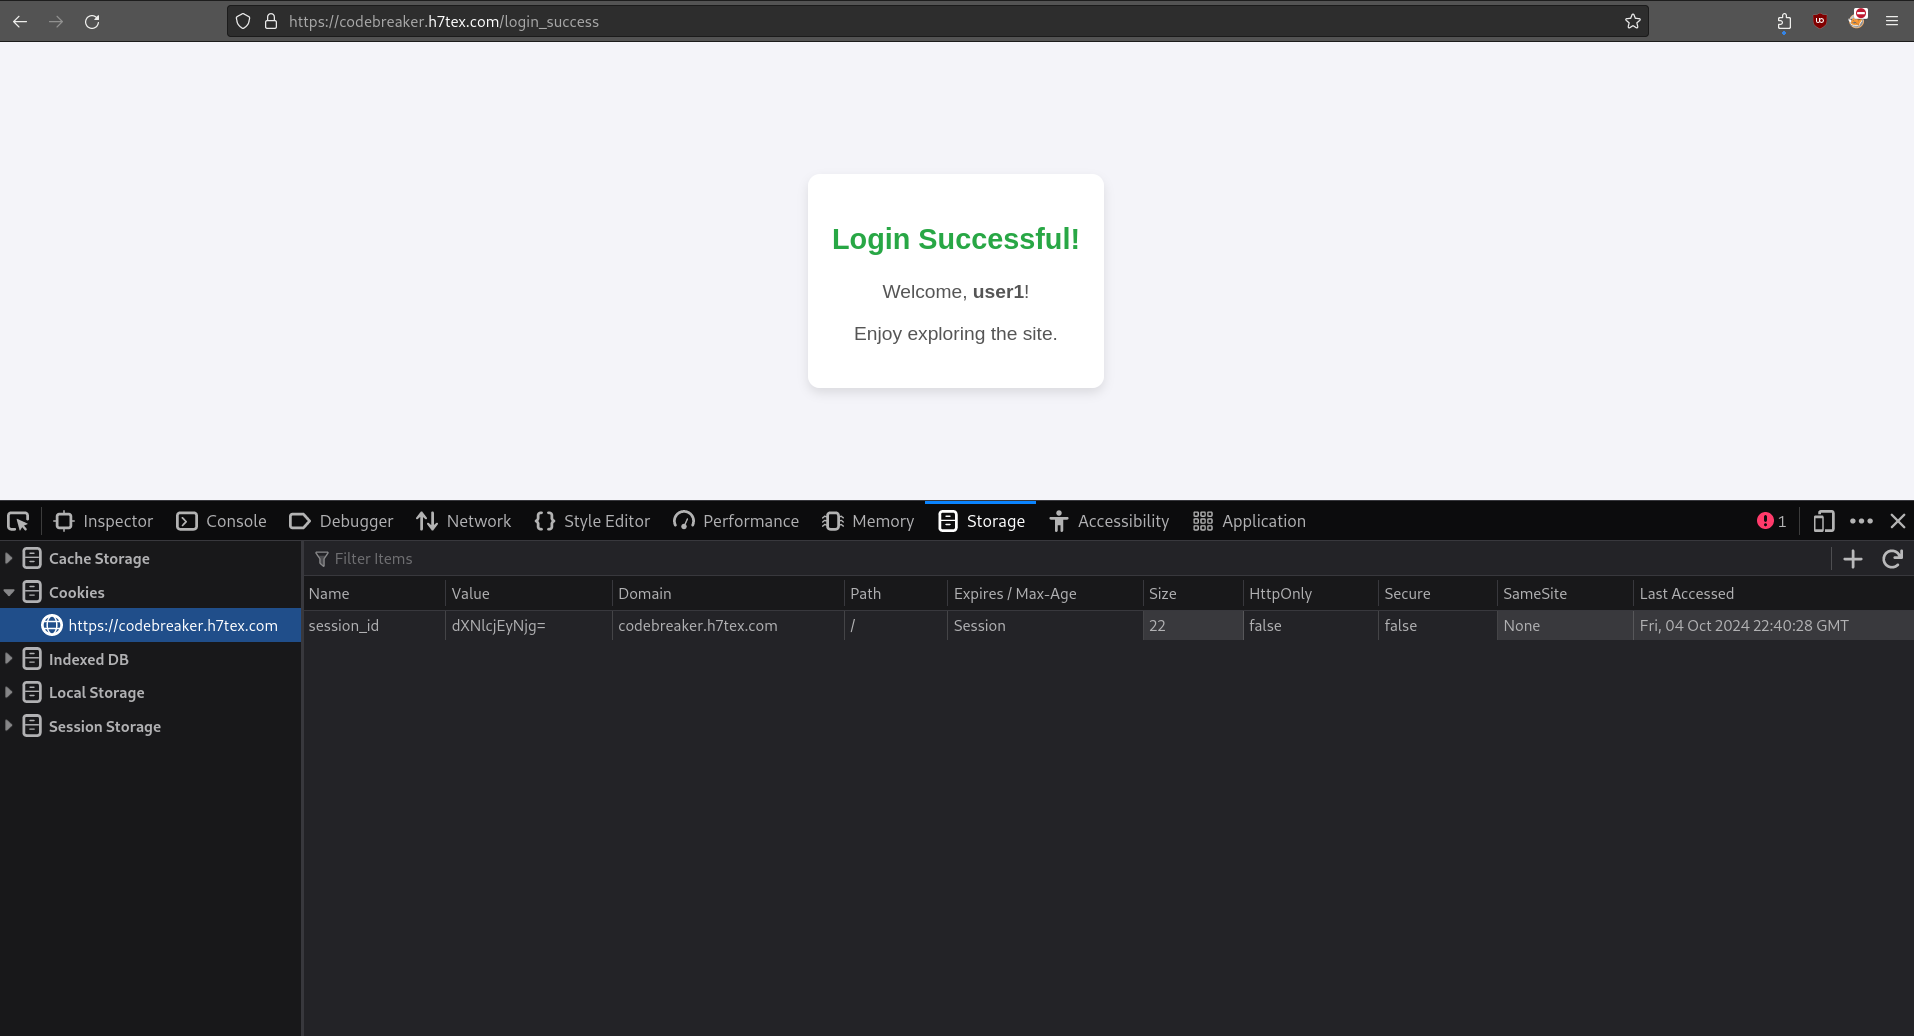 https://codebreaker.h7tex.com/login_success
Login Successful!
Welcome, user1!
Enjoy exploring the site.
Inspector Console Debugger Network Style Editor Performance Memory Storage Accessibility Application 1
Cache Storage
Cookies
https://codebreaker.h7tex.com
Indexed DB
Local Storage
Session Storage
Filter Items
Name Value Domain Path Expires / Max-Age Size HttpOnly Secure SameSite Last Accessed
session_id dXNlcjEyNjg= codebreaker.h7tex.com / Session 22 false false None Fri, 04 Oct 2024 22:40:28 GMT